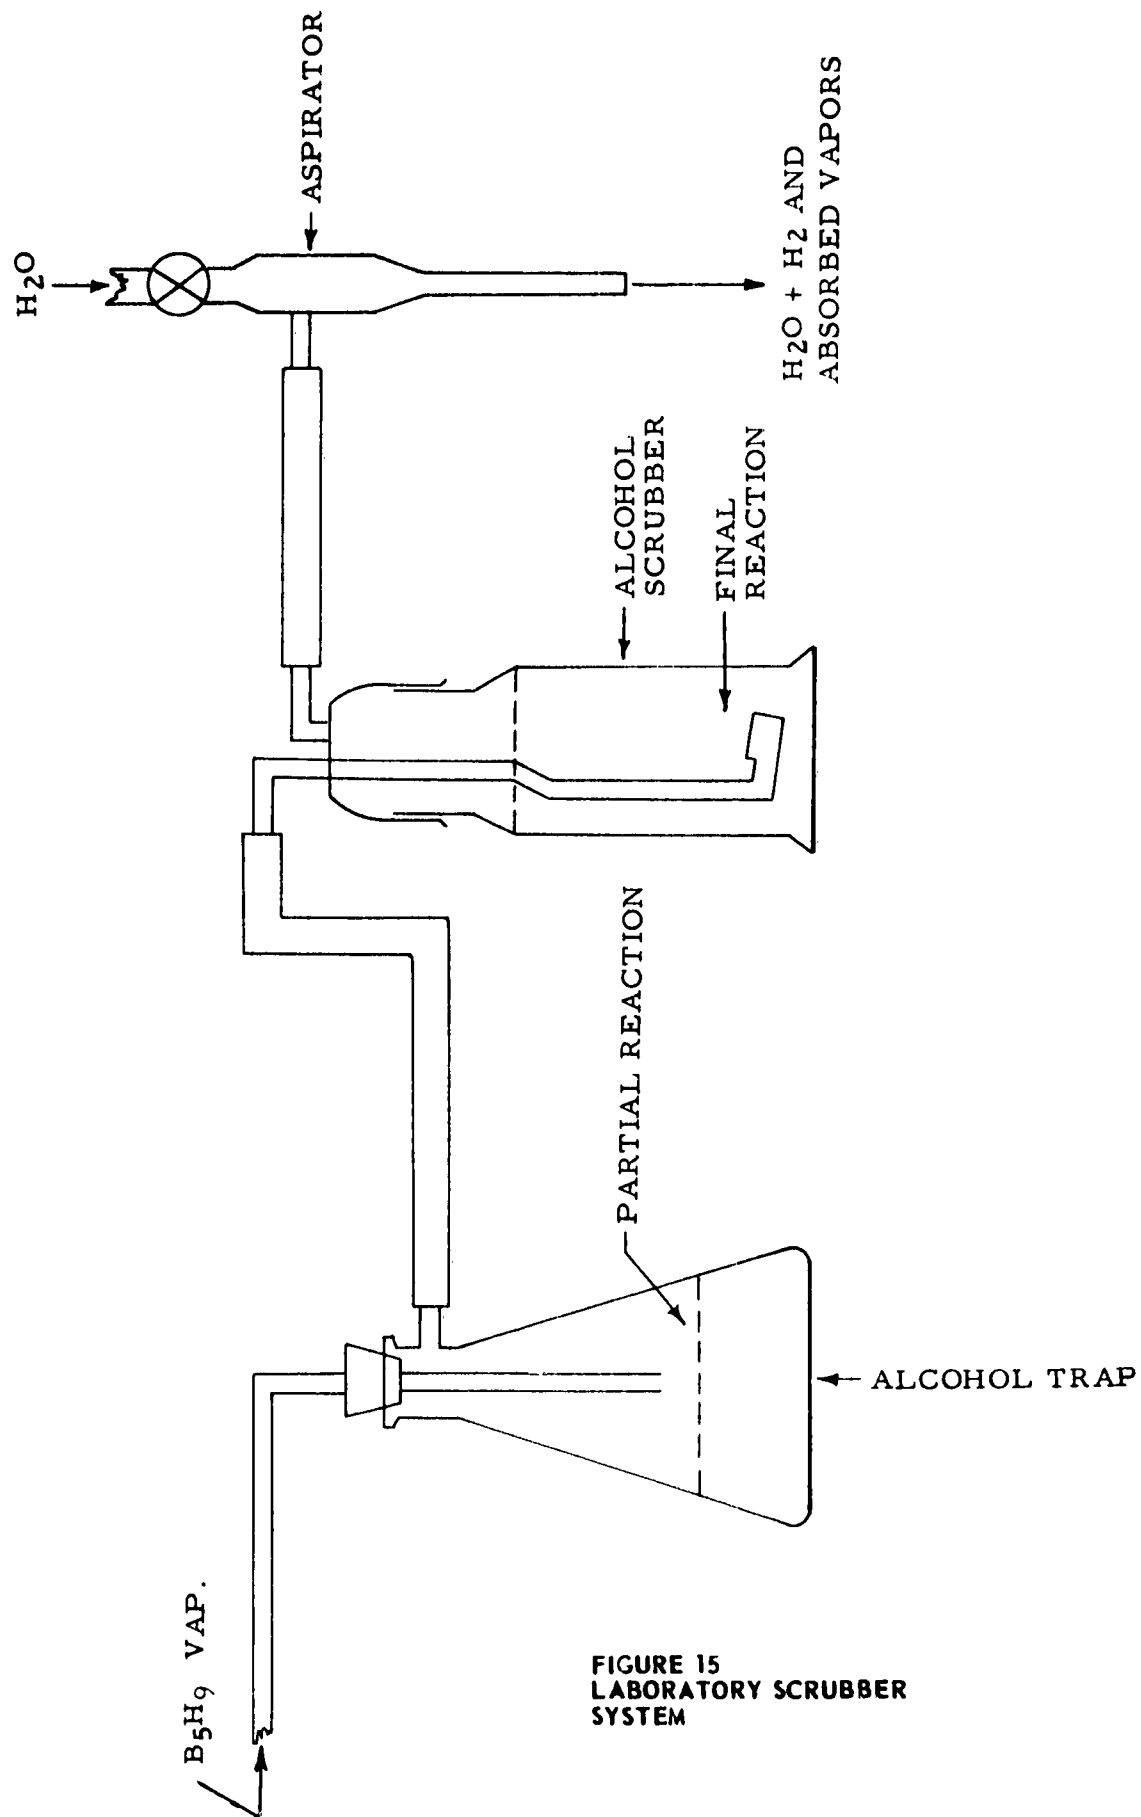 H2O
ASPIRATOR
H2O + H2 AND
ABSORBED VAPORS
ALCOHOL
SCRUBBER
FINAL
REACTION
PARTIAL REACTION
ALCOHOL TRAP
B5H9 VAP.
FIGURE 15
LABORATORY SCRUBBER
SYSTEM